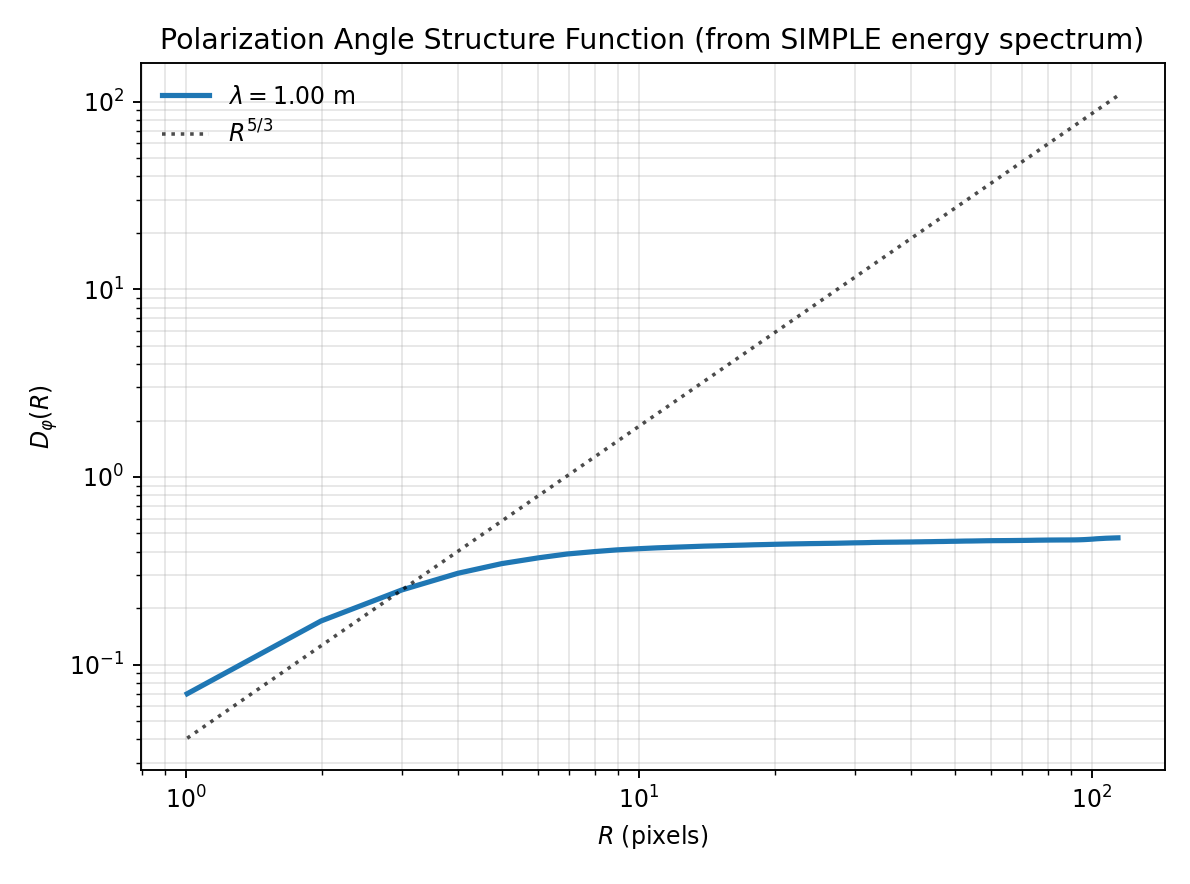 Polarization Angle Structure Function (from SIMPLE energy spectrum)
λ = 1.00 m
R^{5/3}
10^2
10^1
10^0
10^{-1}
D_φ(R)
10^0
10^1
10^2
R (pixels)